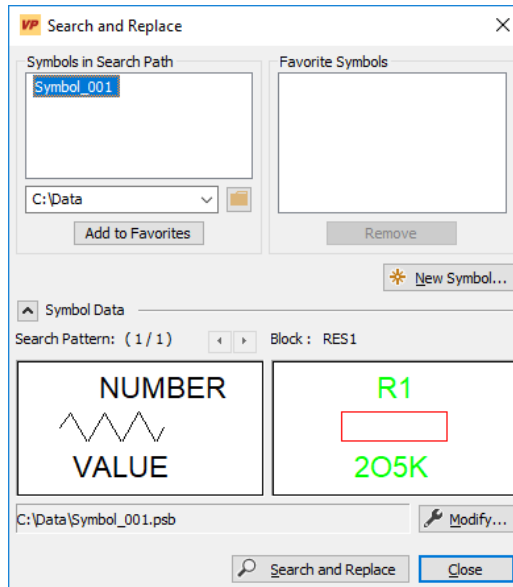 VP Search and Replace
Symbols in Search Path
Symbol_001
C:\Data
Add to Favorites
Favorite Symbols
Remove
New Symbol...
Symbol Data
Search Pattern: ( 1 / 1 )
Block : RES1
NUMBER
VALUE
R1
2O5K
C:\Data\Symbol_001.psb
Modify...
Search and Replace
Close